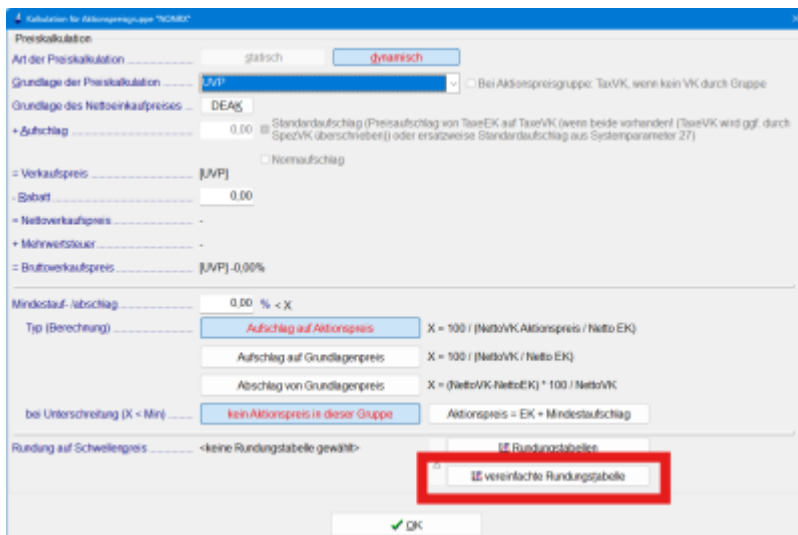 Kalkulation für Aktionspreisgruppe "NONRX"
Preiskalkulation
Art der Preiskalkulation statisch dynamisch
Grundlage der Preiskalkulation UVP Bei Aktionspreisgruppe: TaxVK, wenn kein VK durch Gruppe
Grundlage des Nettoeinkaufpreises DEAK
+ Aufschlag 0,00 Standardaufschlag (Preisaufschlag von TaxeEK auf TaxeVK (wenn beide vorhanden! (TaxeVK wird ggf. durch
SpezVK überschrieben)) oder ersatzweise Standardaufschlag aus Systemparameter 27)
Normaufschlag
= Verkaufspreis [UVP]
- Rabatt 0,00
= Nettoverkaufspreis -
+ Mehrwertsteuer -
= Bruttoverkaufspreis [UVP] -0,00%
Mindestauf- /abschlag 0,00 % < X
Typ (Berechnung) Aufschlag auf Aktionspreis X = 100 / (NettoVK Aktionspreis / Netto EK)
Aufschlag auf Grundlagenpreis X = 100 / (NettoVK / Netto EK)
Abschlag von Grundlagenpreis X = (NettoVK-NettoEK) * 100 / NettoVK
bei Unterschreitung (X < Min) kein Aktionspreis in dieser Gruppe Aktionspreis = EK + Mindestaufschlag
Rundung auf Schwellenpreis <keine Rundungstabelle gewählt> Rundungstabellen
vereinfachte Rundungstabelle
OK